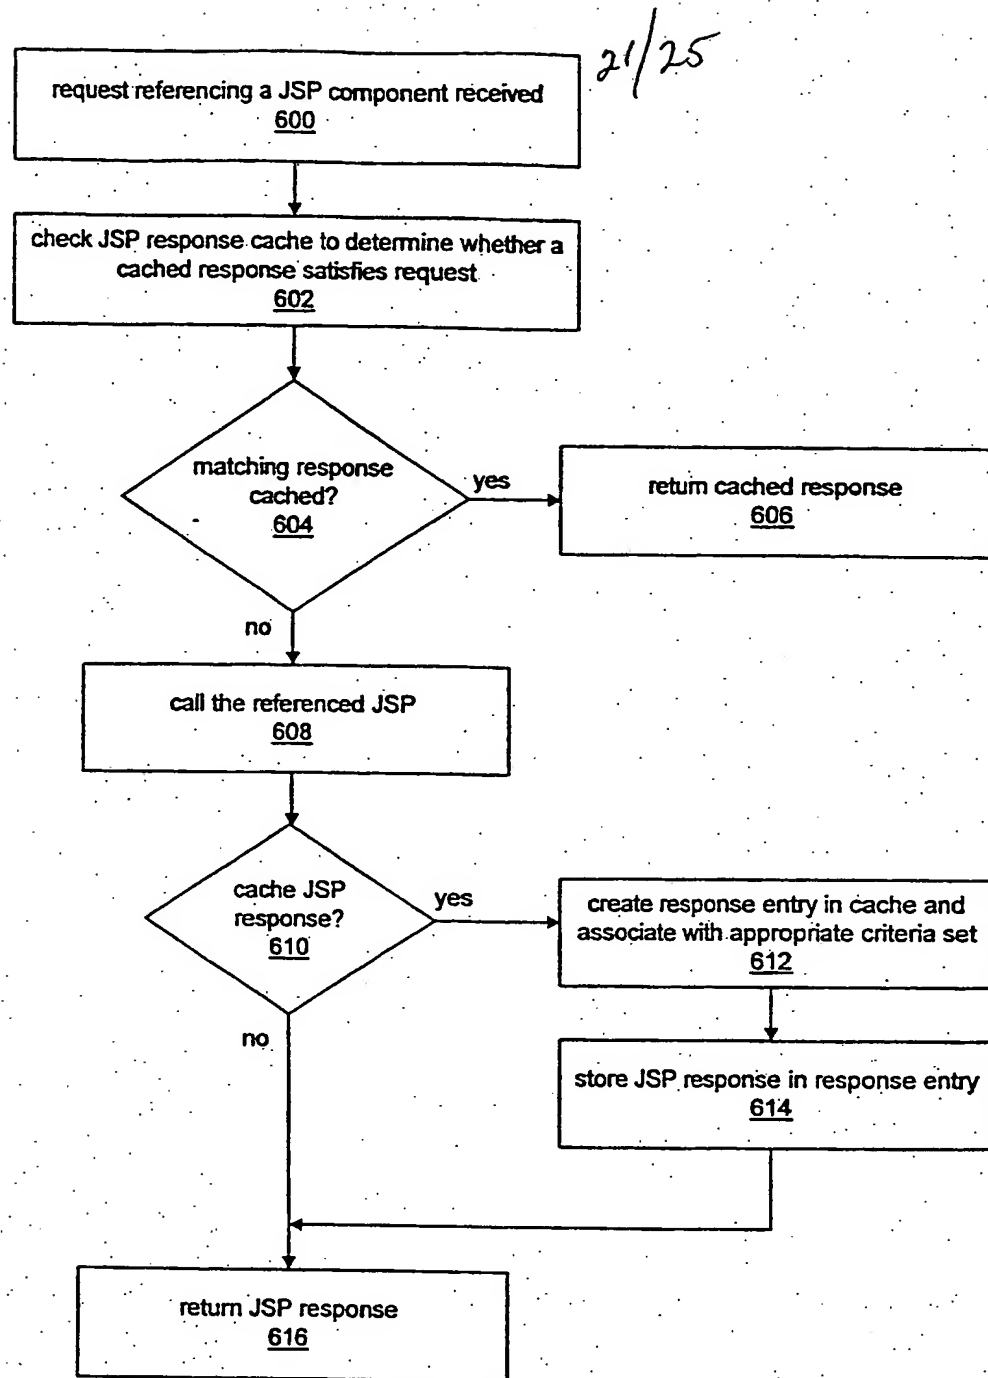 21/25
request referencing a JSP component received
600
check JSP response cache to determine whether a
cached response satisfies request
602
matching response
cached?
604
yes
return cached response
606
no
call the referenced JSP
608
cache JSP
response?
610
yes
create response entry in cache and
associate with appropriate criteria set
612
no
store JSP response in response entry
614
return JSP response
616